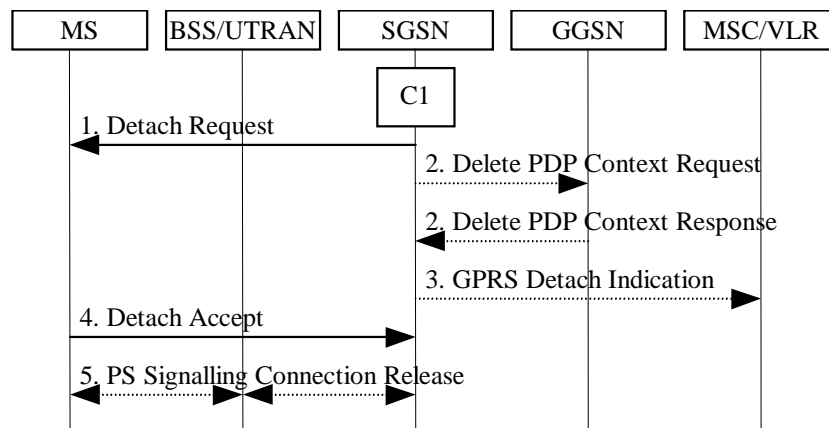 MS
BSS/UTRAN
SGSN
GGSN
MSC/VLR
C1
1. Detach Request
2. Delete PDP Context Request
2. Delete PDP Context Response
3. GPRS Detach Indication
4. Detach Accept
5. PS Signalling Connection Release